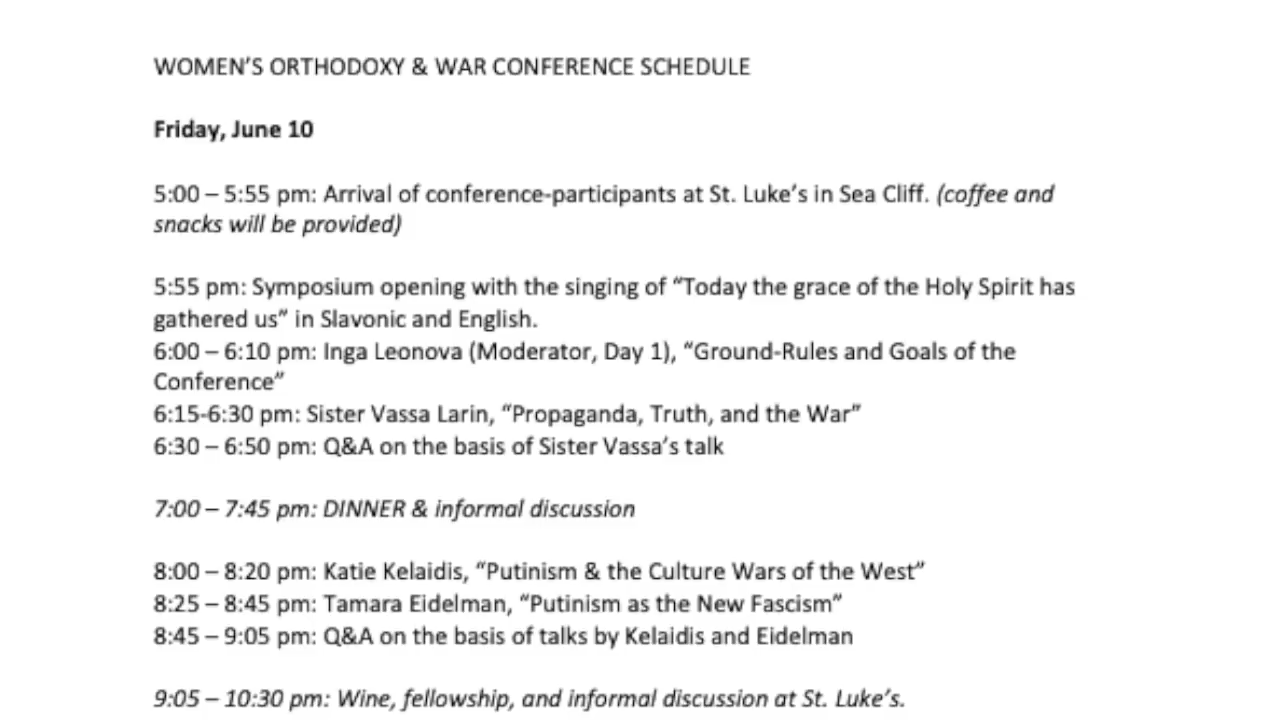 WOMEN’S ORTHODOXY & WAR CONFERENCE SCHEDULE
Friday, June 10
5:00 – 5:55 pm: Arrival of conference-participants at St. Luke’s in Sea Cliff. (coffee and
snacks will be provided)
5:55 pm: Symposium opening with the singing of “Today the grace of the Holy Spirit has
gathered us” in Slavonic and English.
6:00 – 6:10 pm: Inga Leonova (Moderator, Day 1), “Ground-Rules and Goals of the
Conference”
6:15-6:30 pm: Sister Vassa Larin, “Propaganda, Truth, and the War”
6:30 – 6:50 pm: Q&A on the basis of Sister Vassa’s talk
7:00 – 7:45 pm: DINNER & informal discussion
8:00 – 8:20 pm: Katie Kelaidis, “Putinism & the Culture Wars of the West”
8:25 – 8:45 pm: Tamara Eidelman, “Putinism as the New Fascism”
8:45 – 9:05 pm: Q&A on the basis of talks by Kelaidis and Eidelman
9:05 – 10:30 pm: Wine, fellowship, and informal discussion at St. Luke’s.